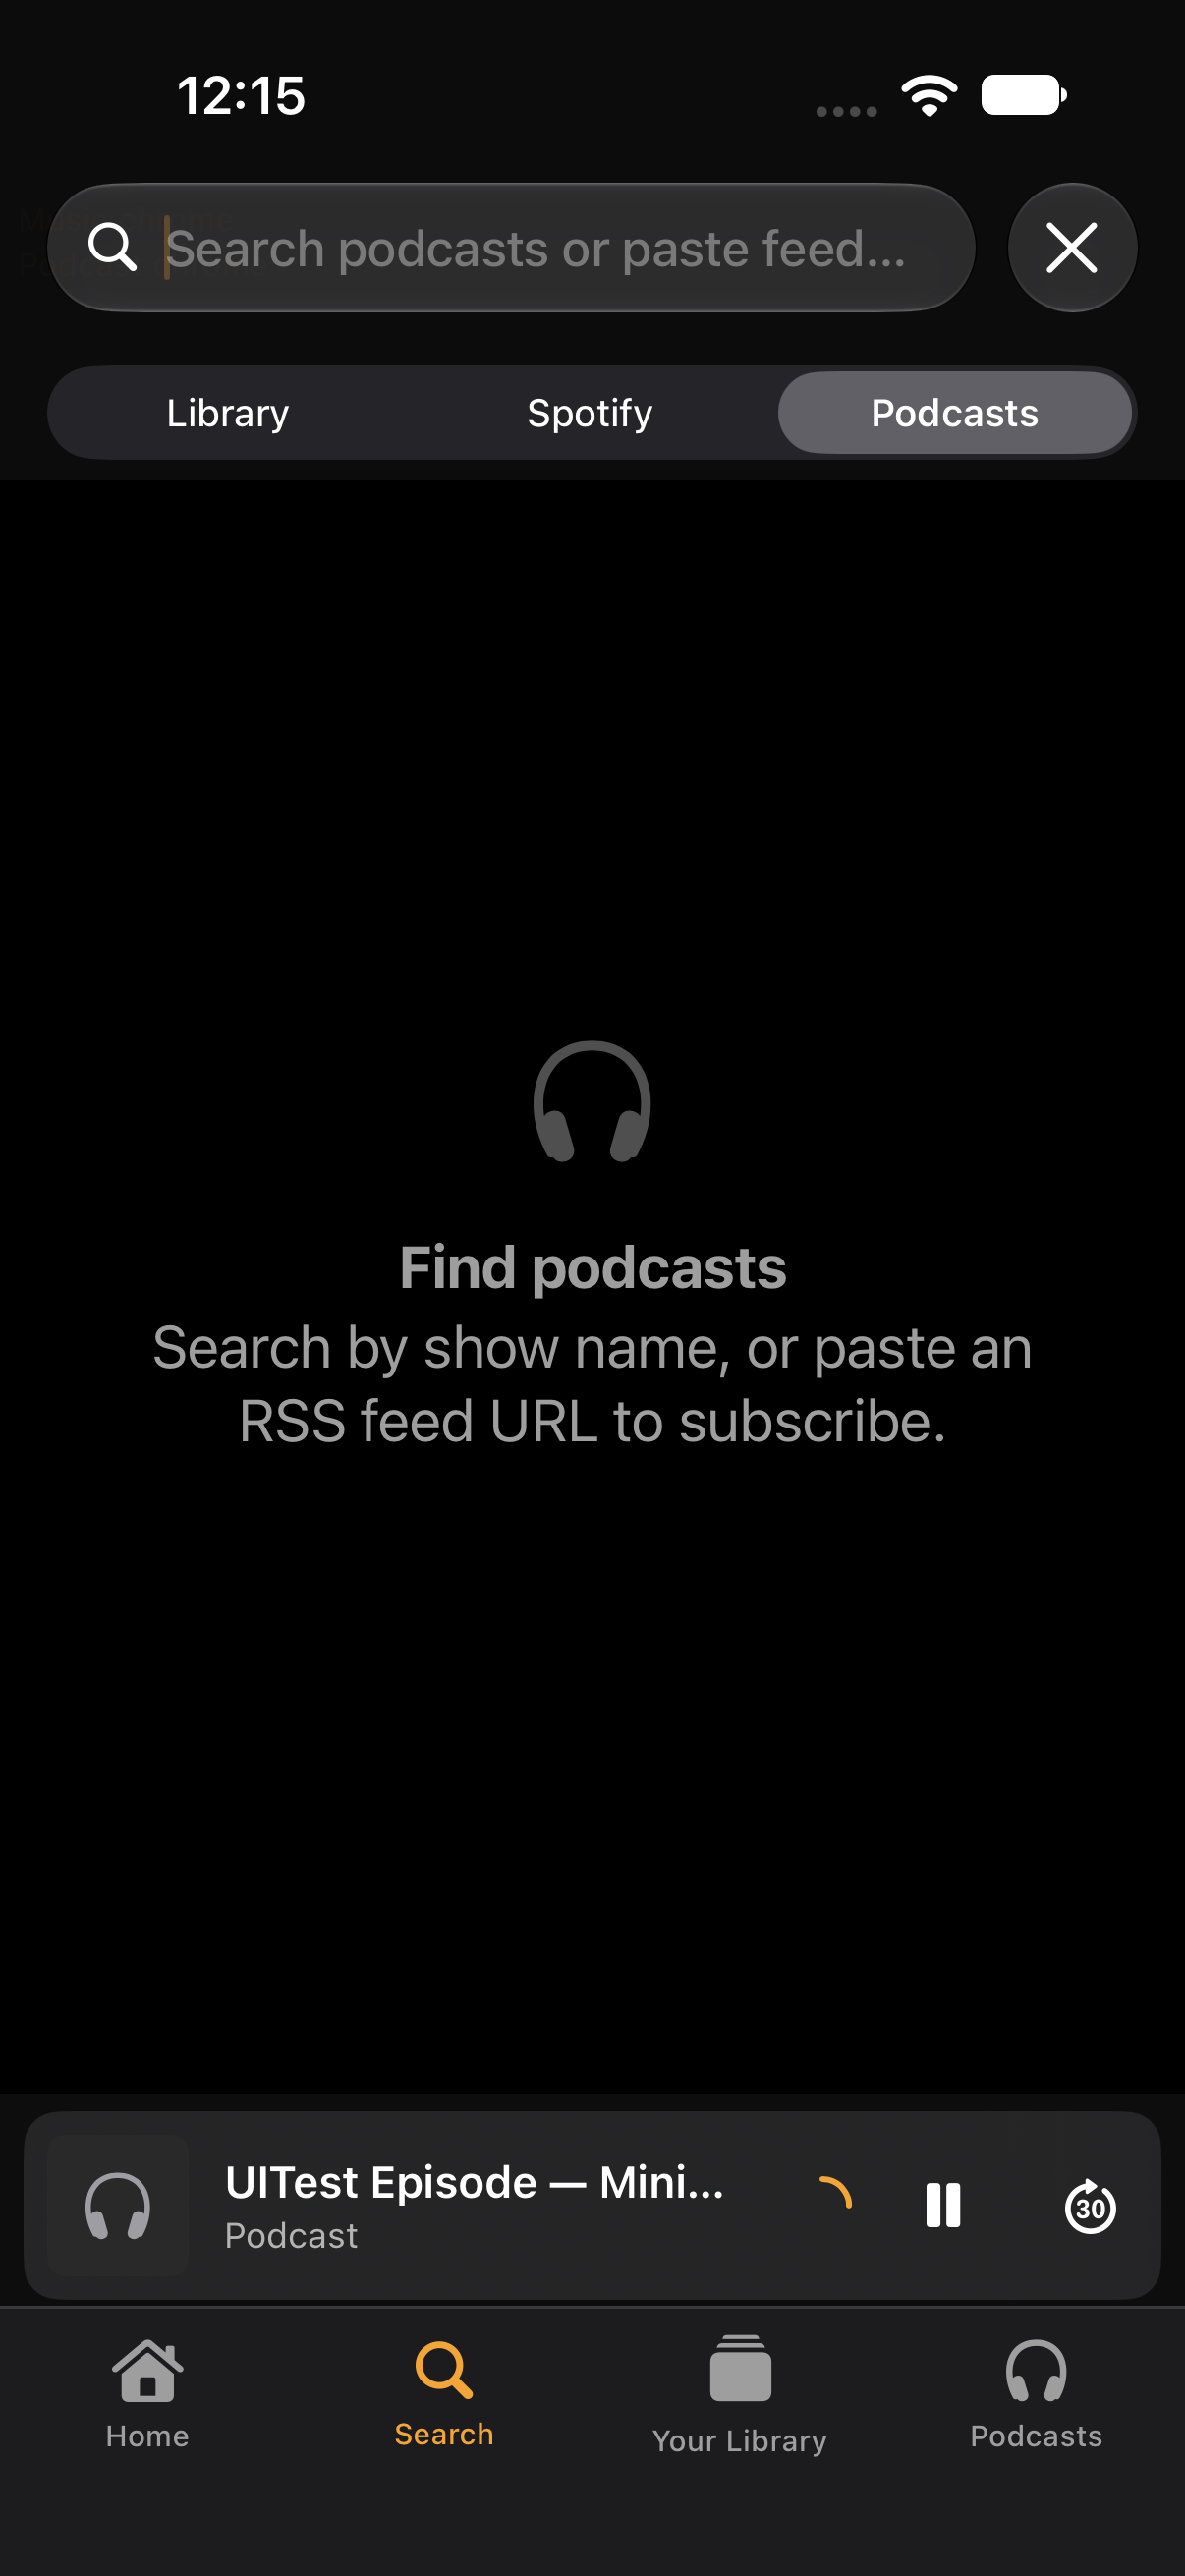 12:15
Search podcasts or paste feed...
Library
Spotify
Podcasts
Find podcasts
Search by show name, or paste an
RSS feed URL to subscribe.
UITest Episode — Mini...
Podcast
30
Home
Search
Your Library
Podcasts